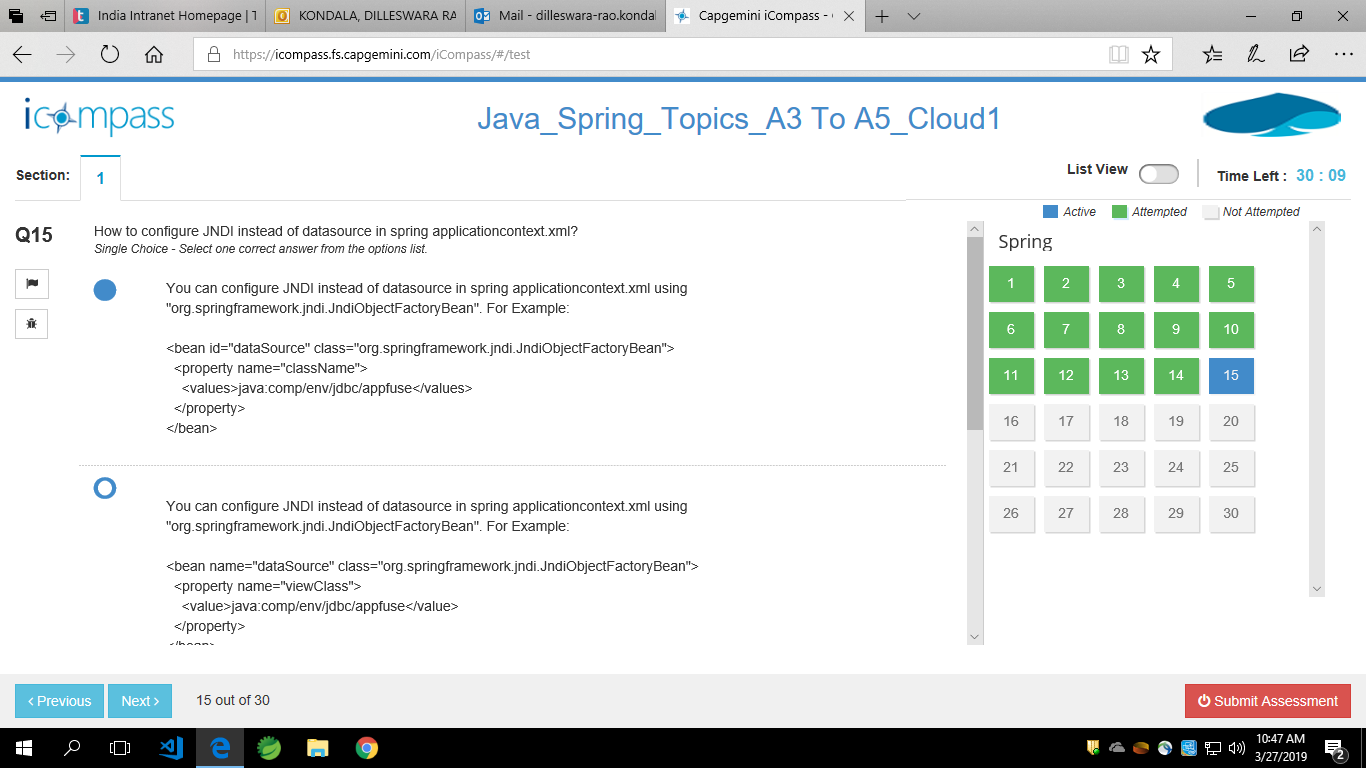 India Intranet Homepage | T
KONDALA, DILLESWARA RA
Mail - dilleswara-rao.kondal
Capgemini iCompass -
https://icompass.fs.capgemini.com/iCompass/#/test
icompass
Java_Spring_Topics_A3 To A5_Cloud1
Section:
1
List View
Time Left : 30 : 09
Active Attempted Not Attempted
Q15
How to configure JNDI instead of datasource in spring applicationcontext.xml?
Single Choice - Select one correct answer from the options list.
You can configure JNDI instead of datasource in spring applicationcontext.xml using
"org.springframework.jndi.JndiObjectFactoryBean". For Example:
<bean id="dataSource" class="org.springframework.jndi.JndiObjectFactoryBean">
<property name="className">
<values>java:comp/env/jdbc/appfuse</values>
</property>
</bean>
You can configure JNDI instead of datasource in spring applicationcontext.xml using
"org.springframework.jndi.JndiObjectFactoryBean". For Example:
<bean name="dataSource" class="org.springframework.jndi.JndiObjectFactoryBean">
<property name="viewClass">
<value>java:comp/env/jdbc/appfuse</value>
</property>
</bean>
Spring
1 2 3 4 5
6 7 8 9 10
11 12 13 14 15
16 17 18 19 20
21 22 23 24 25
26 27 28 29 30
Previous
Next
15 out of 30
Submit Assessment
10:47 AM
3/27/2019
2